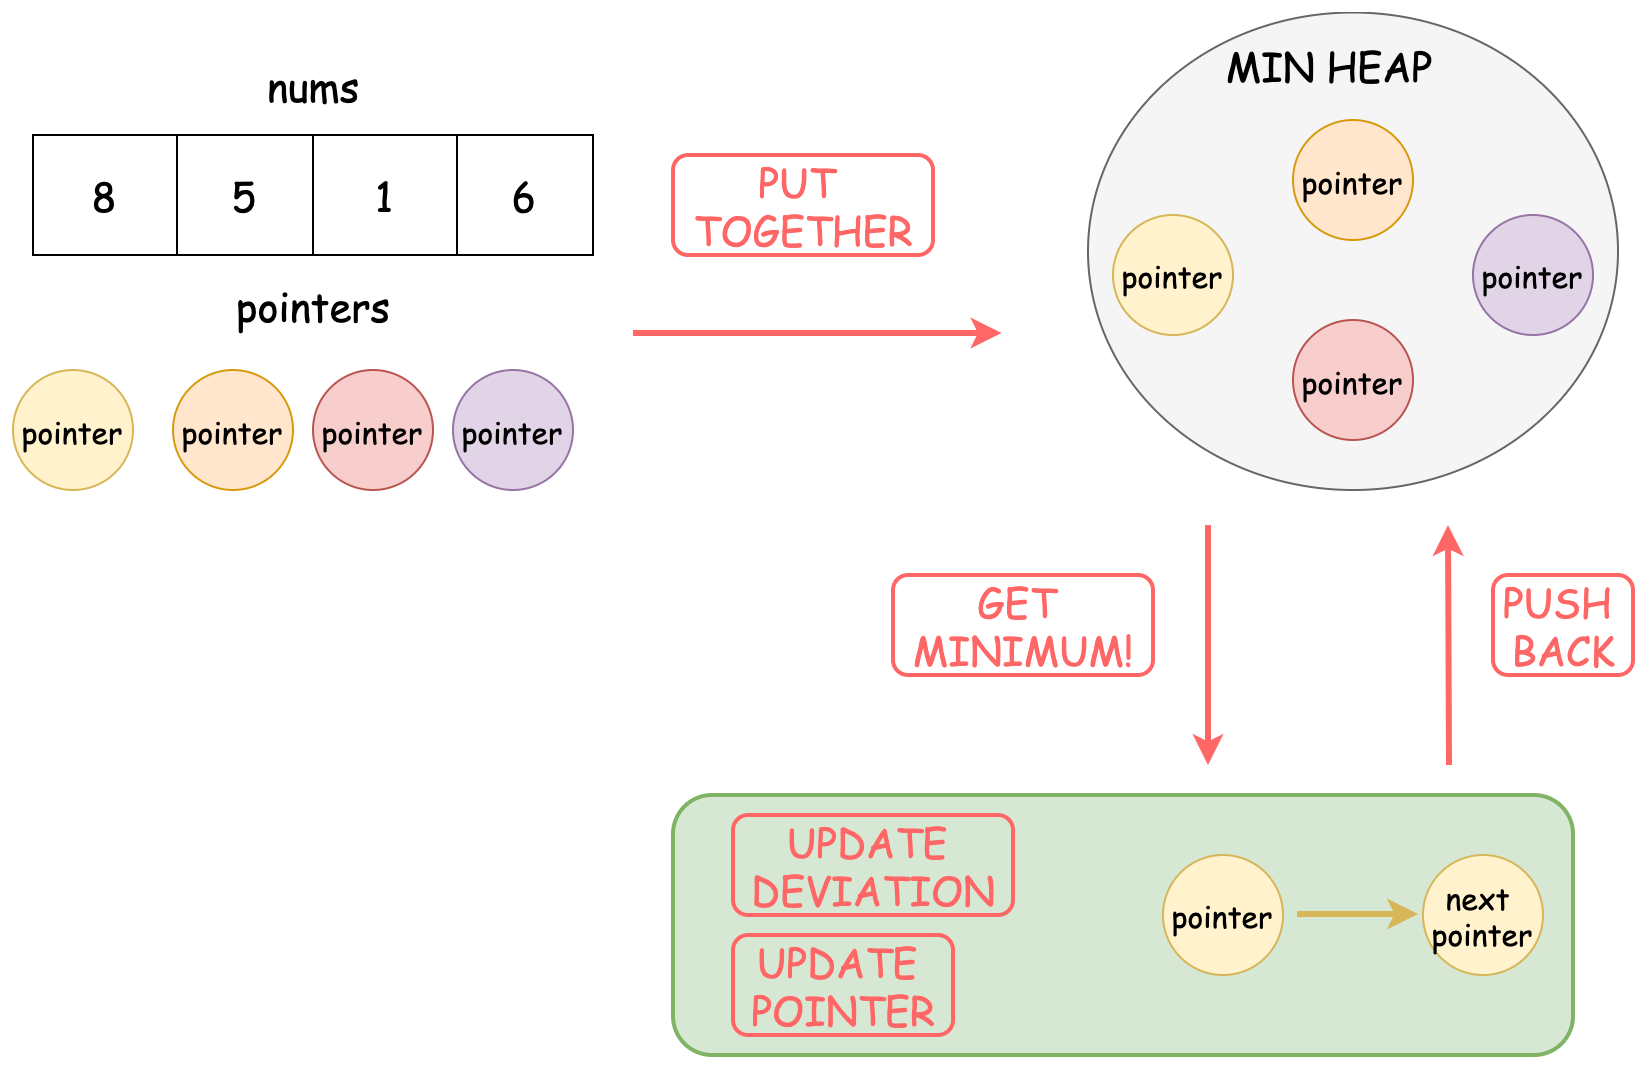 nums
8 5 1 6
pointers
pointer pointer pointer pointer
PUT
TOGETHER
MIN HEAP
pointer
pointer
pointer
pointer
GET
MINIMUM!
PUSH
BACK
UPDATE
DEVIATION
UPDATE
POINTER
pointer
next
pointer